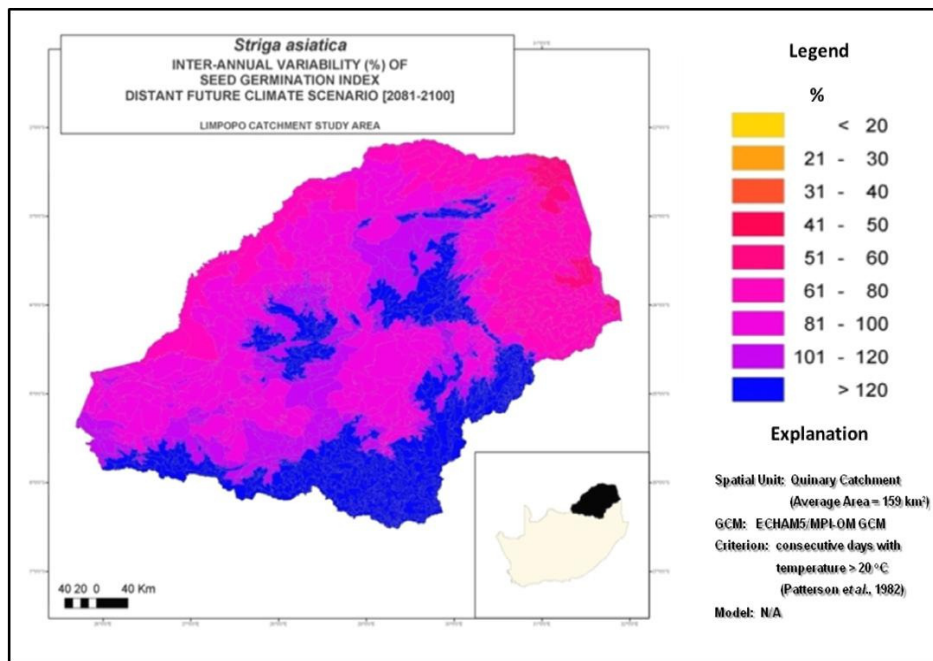 Striga asiatica
INTER-ANNUAL VARIABILITY (%) OF
SEED GERMINATION INDEX
DISTANT FUTURE CLIMATE SCENARIO [2081-2100]
LIMPOPO CATCHMENT STUDY AREA
40 20 0 40 Km
Legend
%
< 20
21 - 30
31 - 40
41 - 50
51 - 60
61 - 80
81 - 100
101 - 120
> 120
Explanation
Spatial Unit: Quinary Catchment
(Average Area = 159 km²)
GCM: ECHAM5/MPI-OM GCM
Criterion: consecutive days with
temperature > 20 °C
(Patterson et al., 1982)
Model: N/A